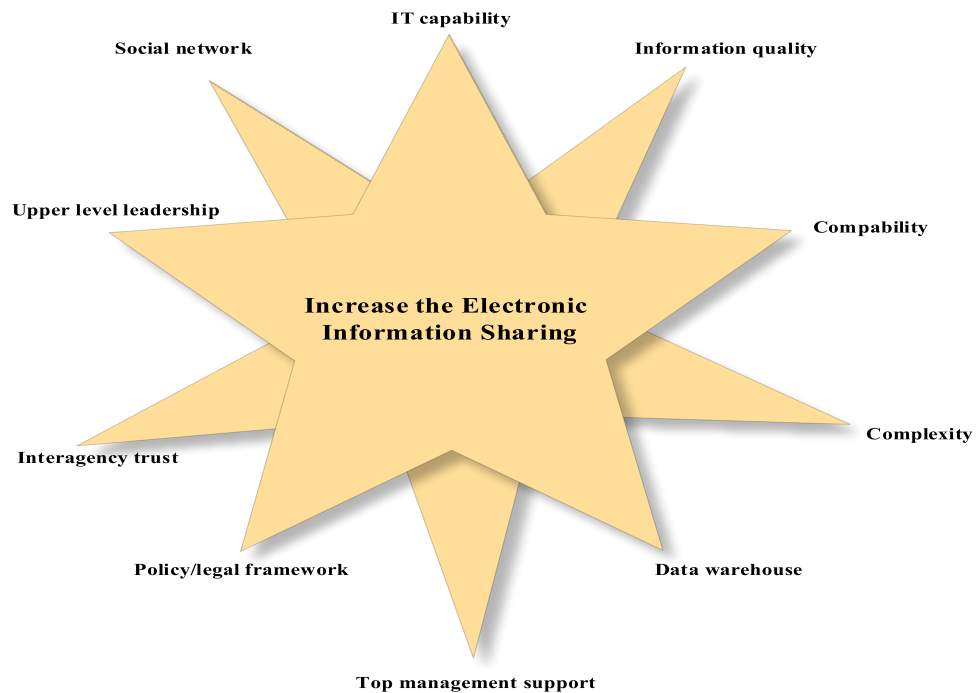 IT capability
Social network
Information quality
Upper level leadership
Compability
Increase the Electronic
Information Sharing
Complexity
Interagency trust
Policy/legal framework
Data warehouse
Top management support